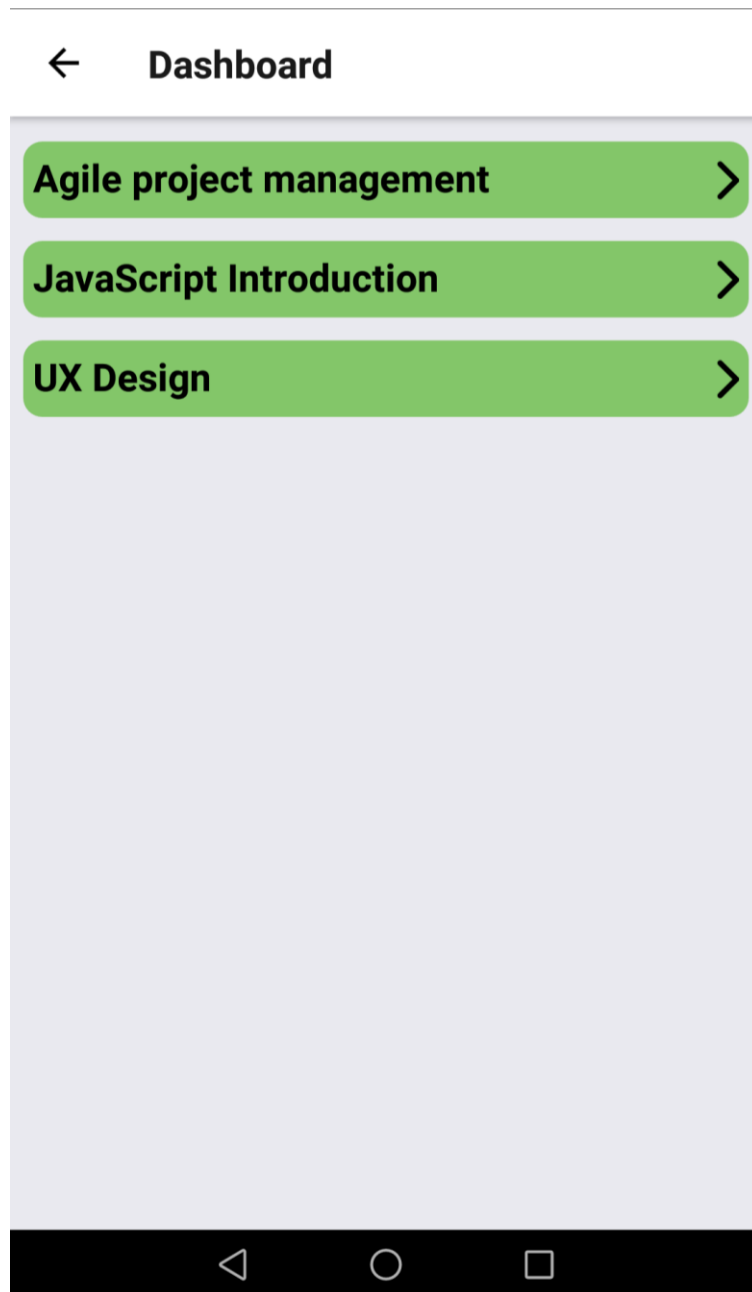 Dashboard
Agile project management
JavaScript Introduction
UX Design